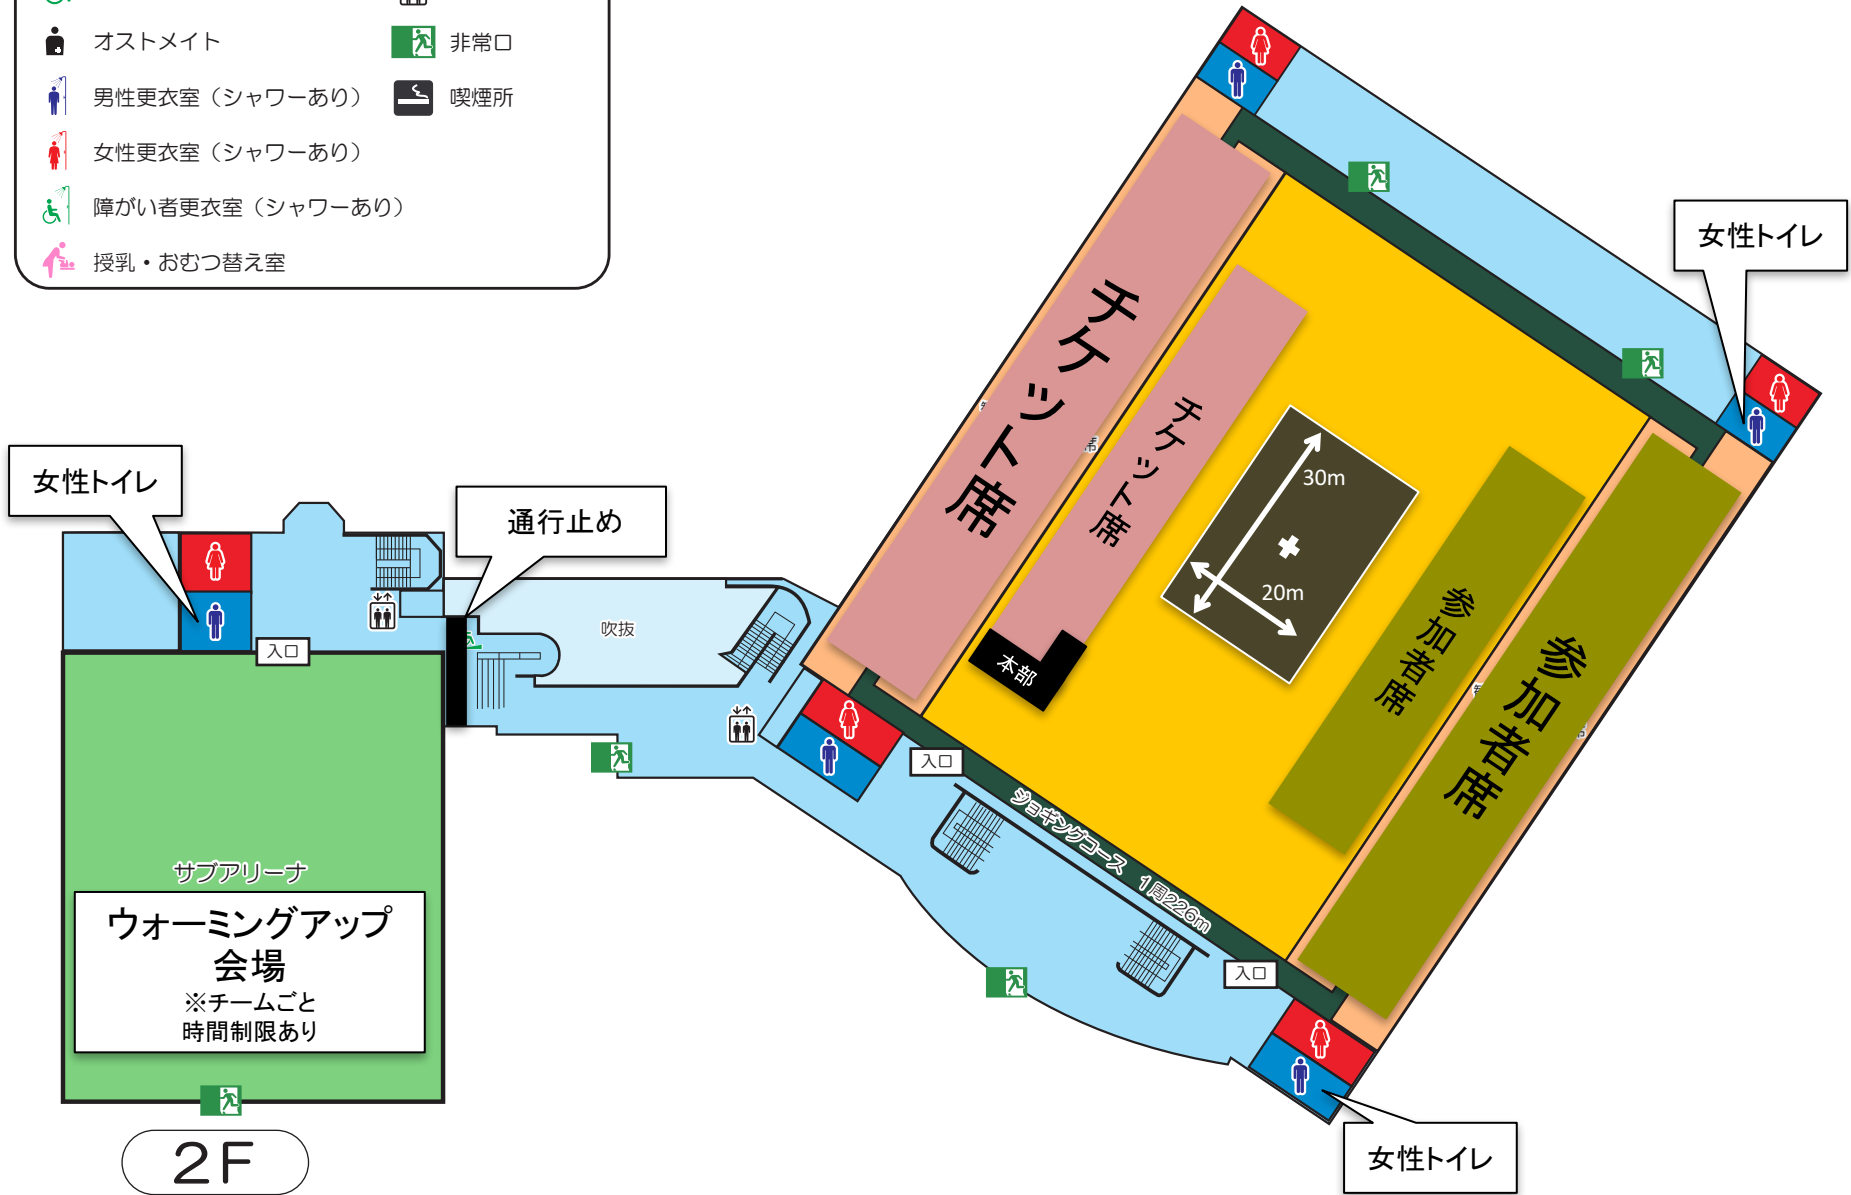 オストメイト
非常口
男性更衣室（シャワーあり）
喫煙所
女性更衣室（シャワーあり）
障がい者更衣室（シャワーあり）
授乳・おむつ替え室
女性トイレ
チケット席
チケット席
30m
20m
女性トイレ
通行止め
吹抜
入口
参加者席
参加者席
本部
入口
ジョギングコース 1周226m
入口
サブアリーナ
ウォーミングアップ
会場
※チームごと
時間制限あり
女性トイレ
2F